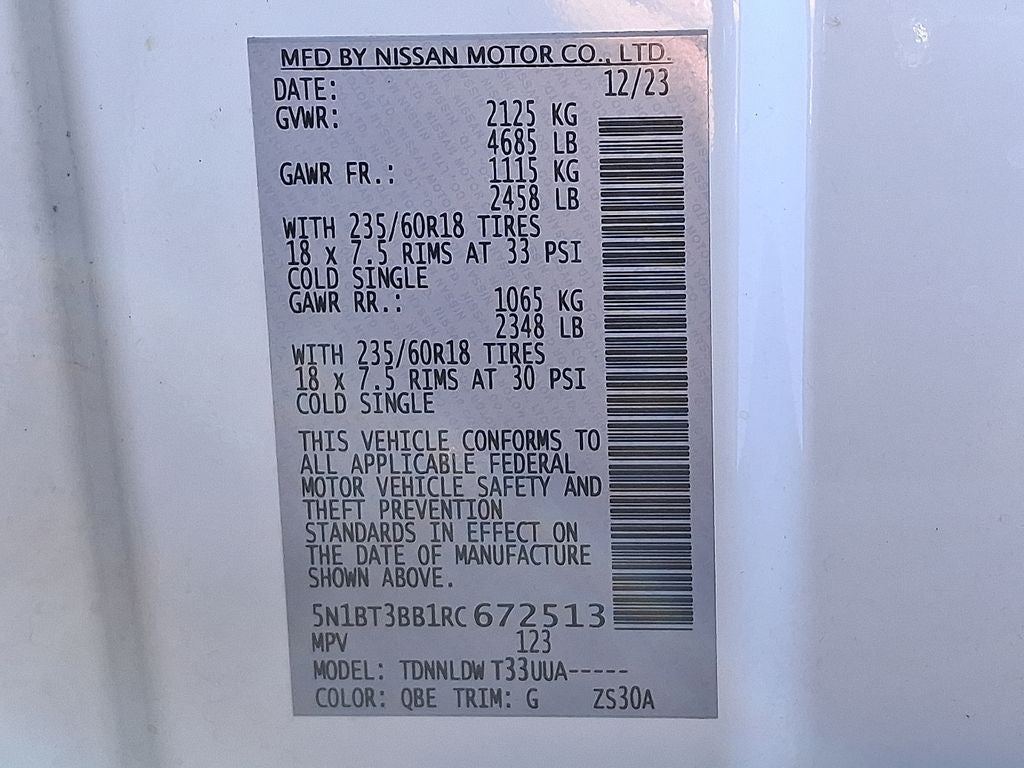 MFD BY NISSAN MOTOR CO., LTD.
DATE: 12/23
GVWR: 2125 KG
4685 LB
GAWR FR.: 1115 KG
2458 LB
WITH 235/60R18 TIRES
18 x 7.5 RIMS AT 33 PSI
COLD SINGLE
GAWR RR.: 1065 KG
2348 LB
WITH 235/60R18 TIRES
18 x 7.5 RIMS AT 30 PSI
COLD SINGLE
THIS VEHICLE CONFORMS TO
ALL APPLICABLE FEDERAL
MOTOR VEHICLE SAFETY AND
THEFT PREVENTION
STANDARDS IN EFFECT ON
THE DATE OF MANUFACTURE
SHOWN ABOVE.
5N1BT3BB1RC672513
MPV 123
MODEL: TDNNLDW T33UUA-----
COLOR: QBE TRIM: G ZS30A